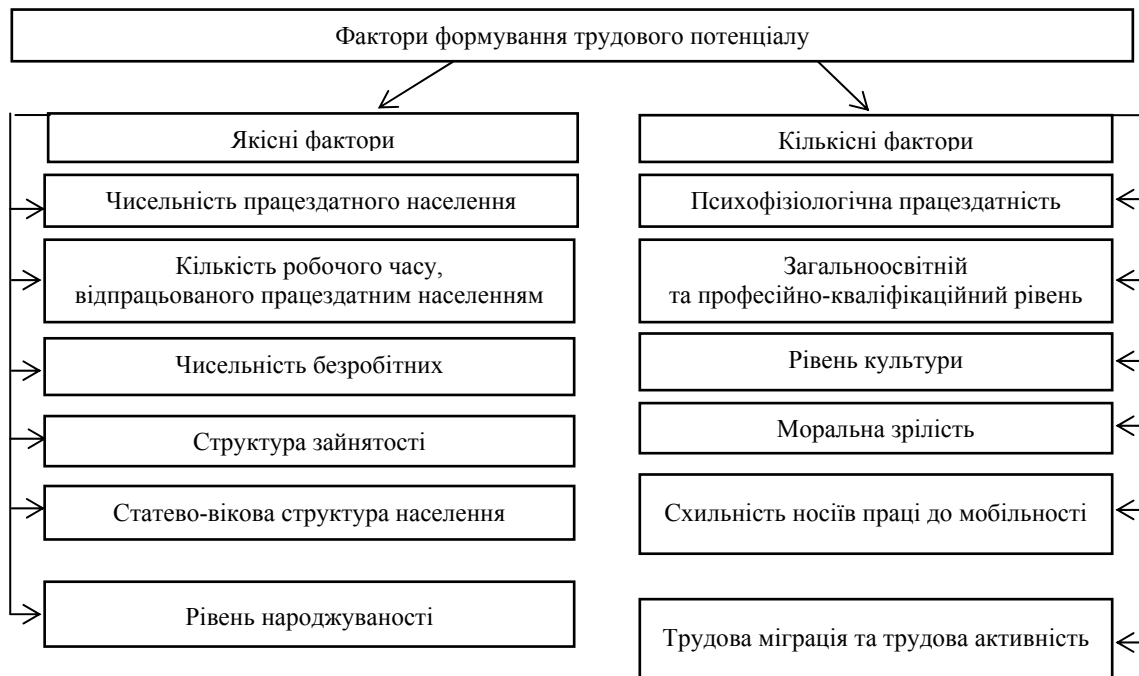 Фактори формування трудового потенціалу
Якісні фактори
Чисельність працездатного населення
Кількість робочого часу,
відпрацьованого працездатним населенням
Чисельність безробітних
Структура зайнятості
Статево-вікова структура населення
Рівень народжуваності
Кількісні фактори
Психофізіологічна працездатність
Загальноосвітній
та професійно-кваліфікаційний рівень
Рівень культури
Моральна зрілість
Схильність носіїв праці до мобільності
Трудова міграція та трудова активність